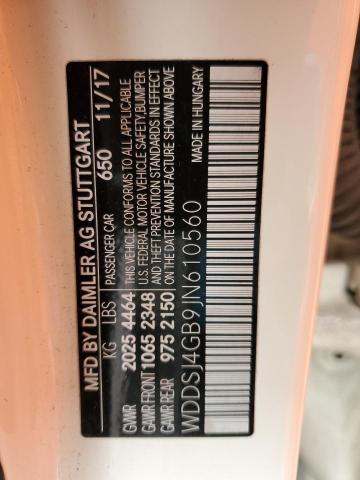 MFD BY DAIMLER AG STUTTGART
KG LBS PASSENGER CAR 650 11/17
GVWR 2025 4464 THIS VEHICLE CONFORMS TO ALL APPLICABLE
GAWR FRONT 1065 2348 U.S. FEDERAL MOTOR VEHICLE SAFETY, BUMPER
GAWR REAR 975 2150 AND THEFT PREVENTION STANDARDS IN EFFECT
ON THE DATE OF MANUFACTURE SHOWN ABOVE
WDDSJ4GB9JN610560 MADE IN HUNGARY